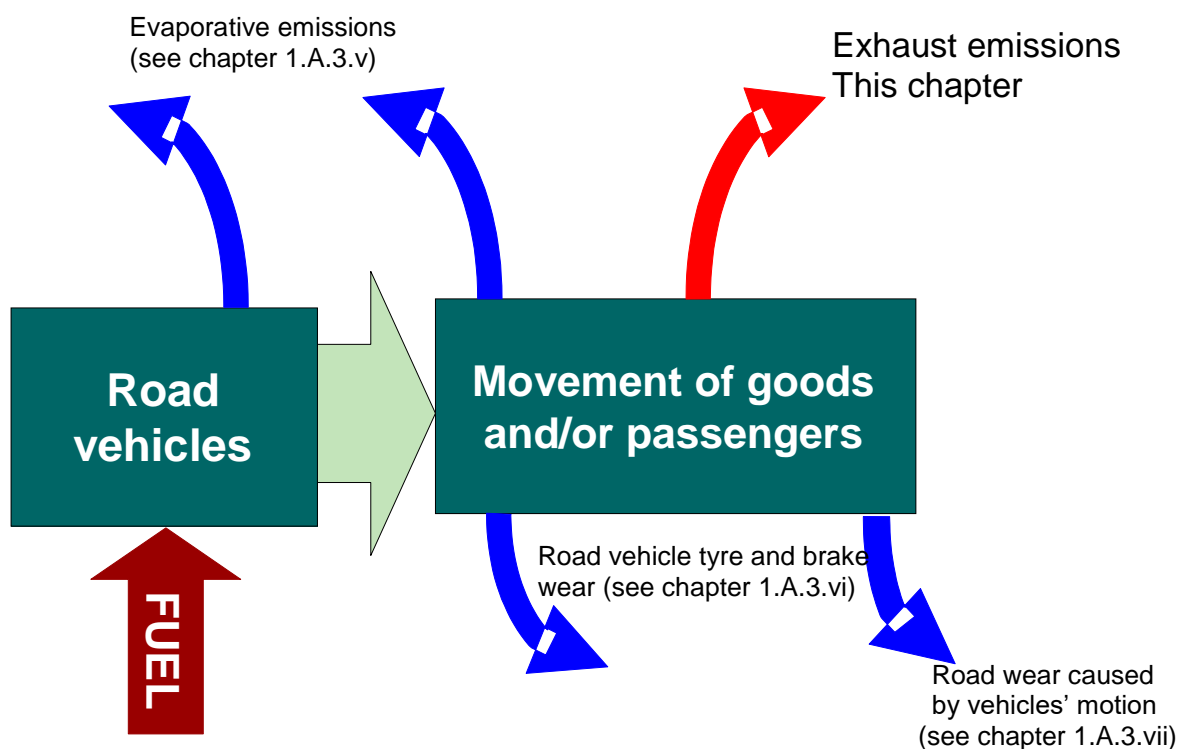 Evaporative emissions
(see chapter 1.A.3.v)
Exhaust emissions
This chapter
Road
vehicles
Movement of goods
and/or passengers
FUEL
Road vehicle tyre and brake
wear (see chapter 1.A.3.vi)
Road wear caused
by vehicles’ motion
(see chapter 1.A.3.vii)